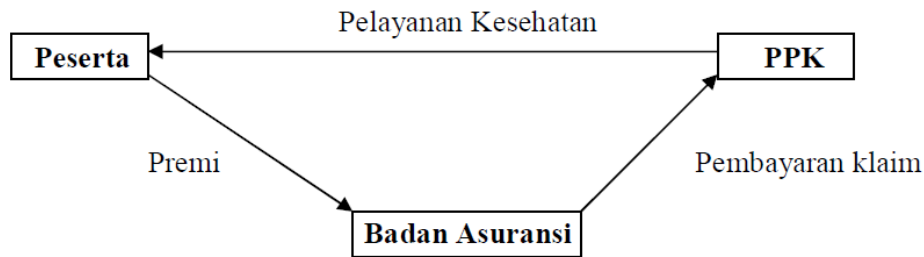 Pelayanan Kesehatan
Peserta
PPK
Premi
Pembayaran klaim
Badan Asuransi